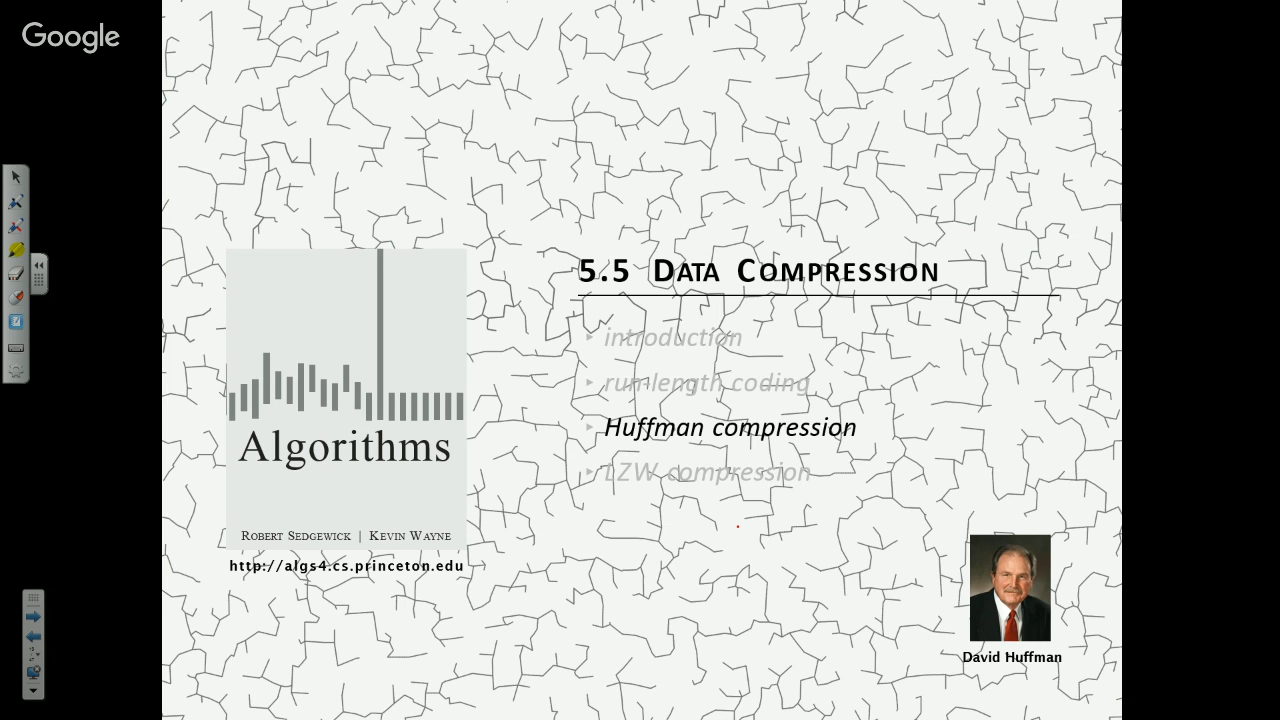 Google
5.5 DATA COMPRESSION
‣ introduction
‣ run-length coding
‣ Huffman compression
‣ LZW compression
Algorithms
ROBERT SEDGEWICK | KEVIN WAYNE
http://algs4.cs.princeton.edu
David Huffman